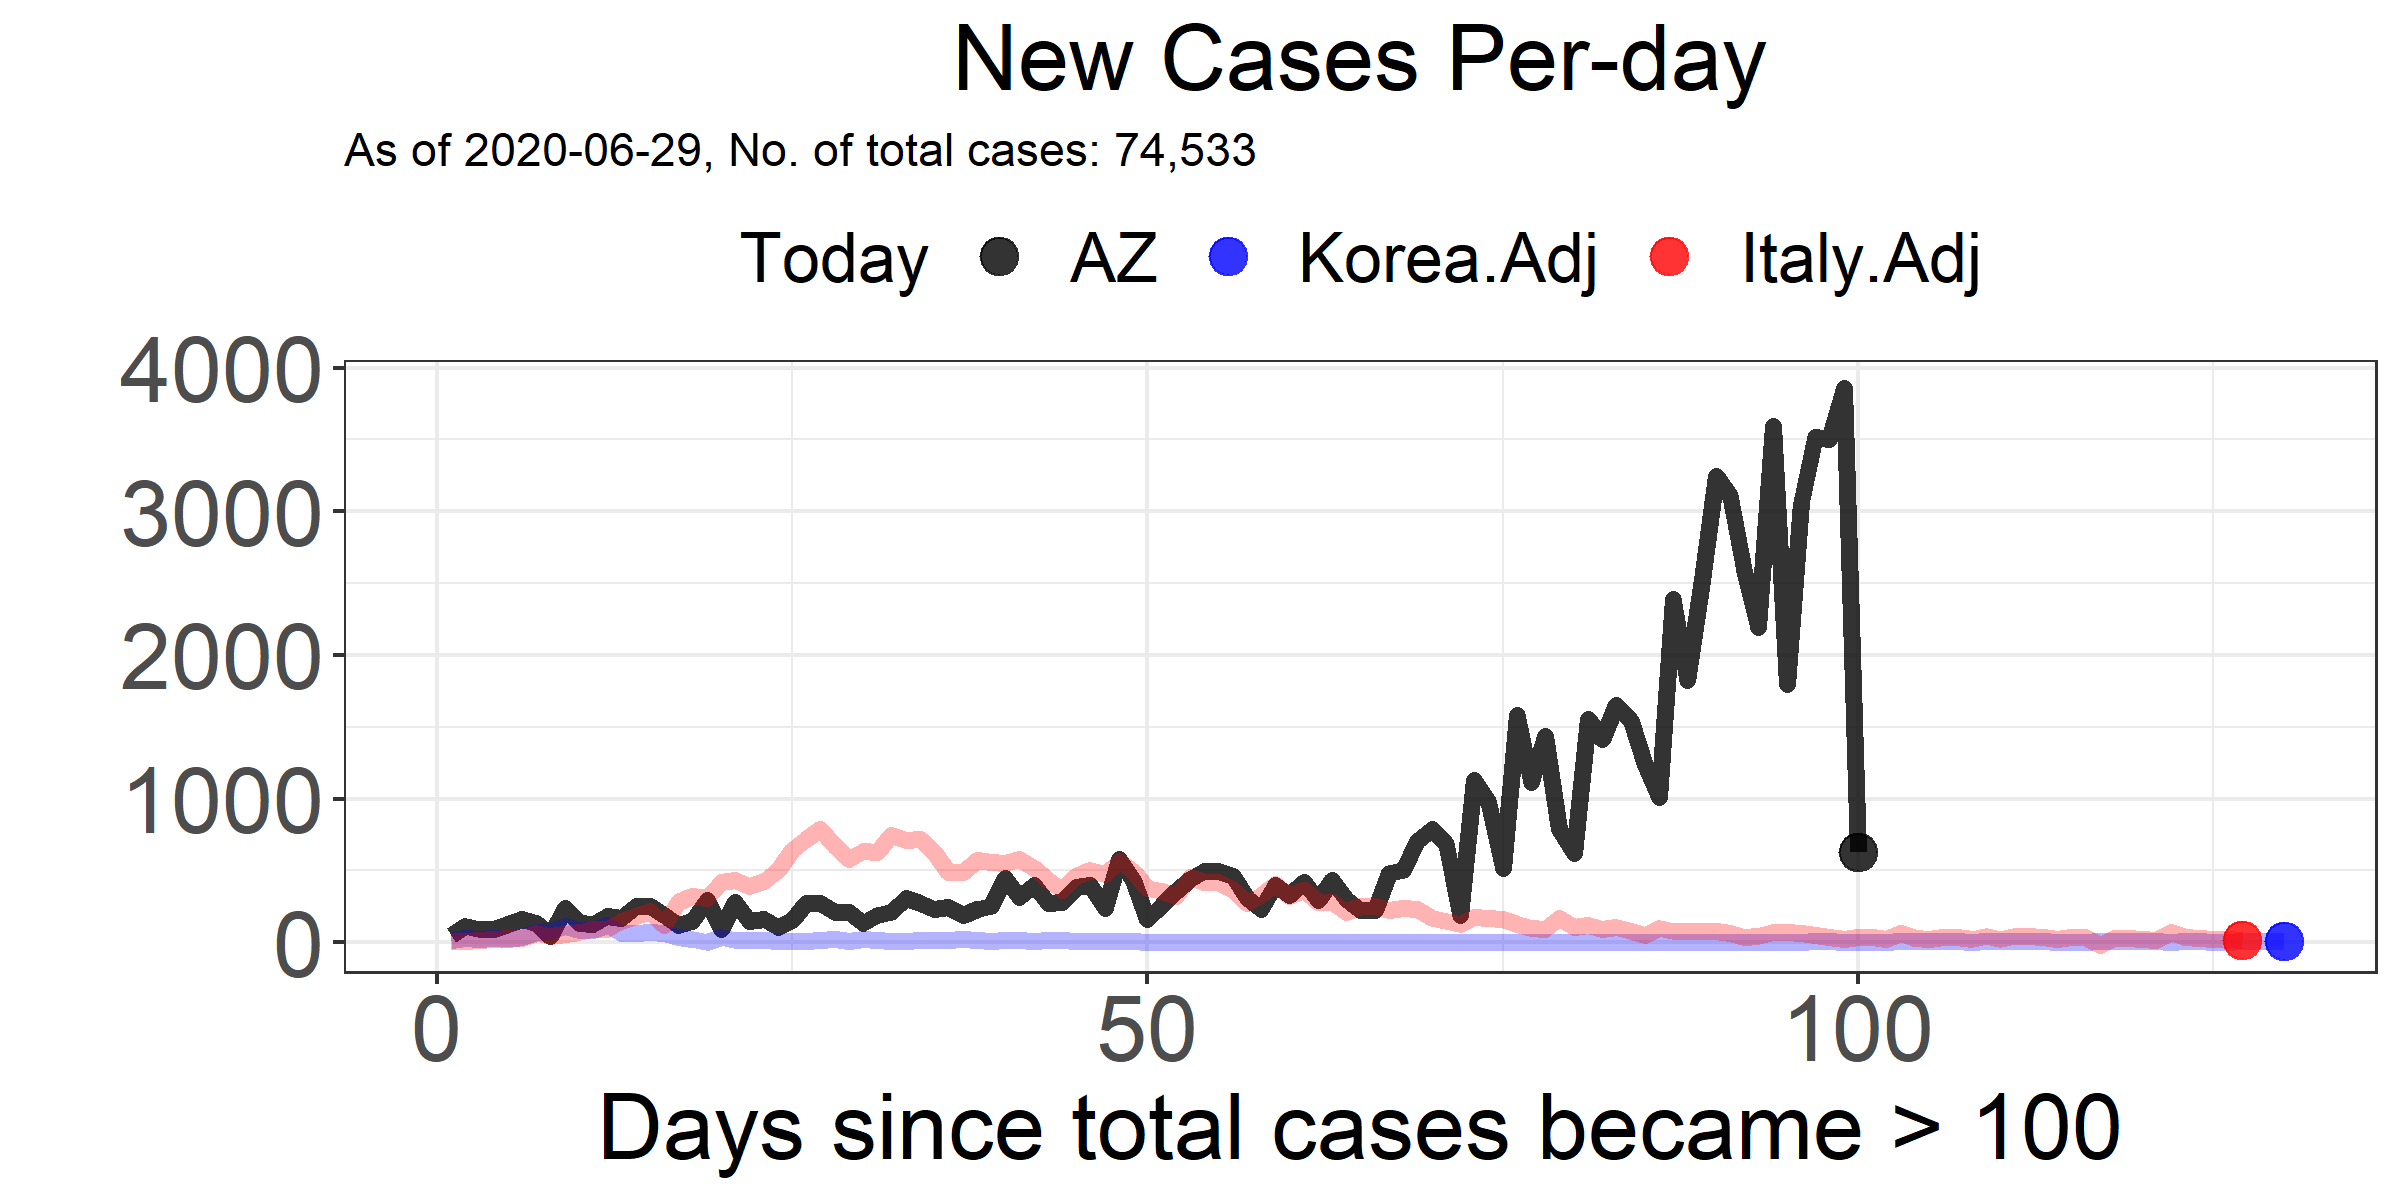 New Cases Per-day
As of 2020-06-29, No. of total cases: 74,533
Today AZ Korea.Adj Italy.Adj
4000
3000
2000
1000
0
0 50 100
Days since total cases became > 100